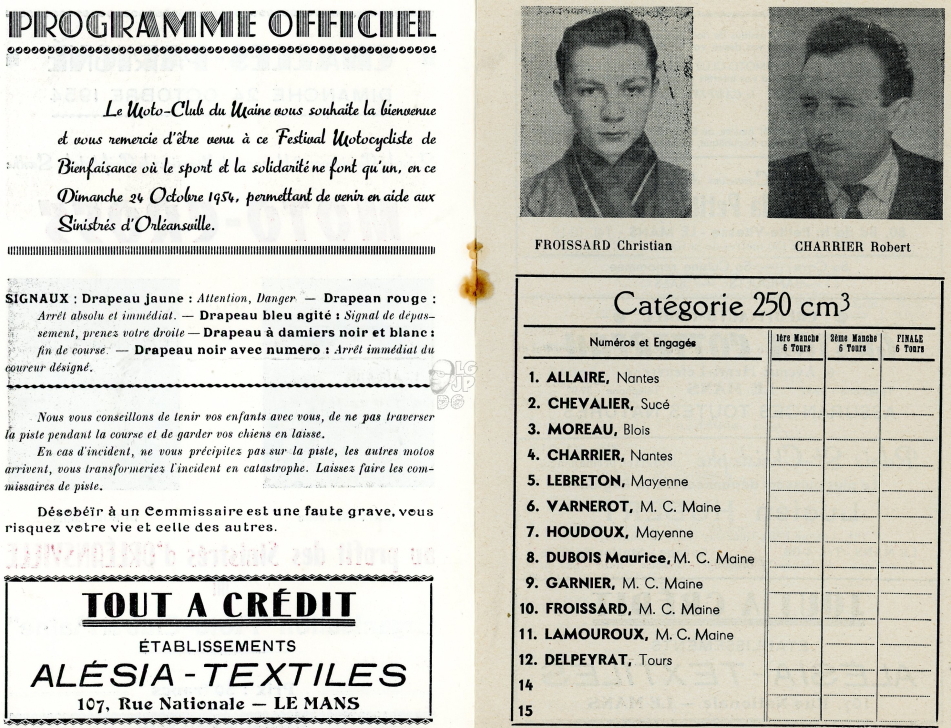 PROGRAMME OFFICIEL
Le Moto-Club du Maine vous souhaite la bienvenue
et vous remercie d'être venu à ce Festival Motocycliste de
Bienfaisance où le sport et la solidarité ne font qu'un, en ce
Dimanche 24 Octobre 1954, permettant de venir en aide aux
Sinistrés d'Orléansville.
SIGNAUX : Drapeau jaune : Attention, Danger — Drapean rouge :
Arrêt absolu et immédiat. — Drapeau bleu agité : Signal de dépas-
sement, prenez votre droite — Drapeau à damiers noir et blanc :
fin de course. — Drapeau noir avec numero : Arrêt immédiat du
coureur désigné.
Nous vous conseillons de tenir vos enfants avec vous, de ne pas traverser
la piste pendant la course et de garder vos chiens en laisse.
En cas d'incident, ne vous précipitez pas sur la piste, les autres motos
arrivent, vous transformeriez l'incident en catastrophe. Laissez faire les com-
missaires de piste.
Désobéïr à un Commissaire est une faute grave, vous
risquez votre vie et celle des autres.
TOUT A CRÉDIT
ÉTABLISSEMENTS
ALÉSIA - TEXTILES
107, Rue Nationale — LE MANS
FROISSARD Christian
CHARRIER Robert
Catégorie 250 cm3
Numéros et Engagés
1ère Manche
6 Tours
2ème Manche
6 Tours
FINALE
6 Tours
1. ALLAIRE, Nantes
2. CHEVALIER, Sucé
3. MOREAU, Blois
4. CHARRIER, Nantes
5. LEBRETON, Mayenne
6. VARNEROT, M. C. Maine
7. HOUDOUX, Mayenne
8. DUBOIS Maurice, M. C. Maine
9. GARNIER, M. C. Maine
10. FROISSARD, M. C. Maine
11. LAMOUROUX, M. C. Maine
12. DELPEYRAT, Tours
14
15